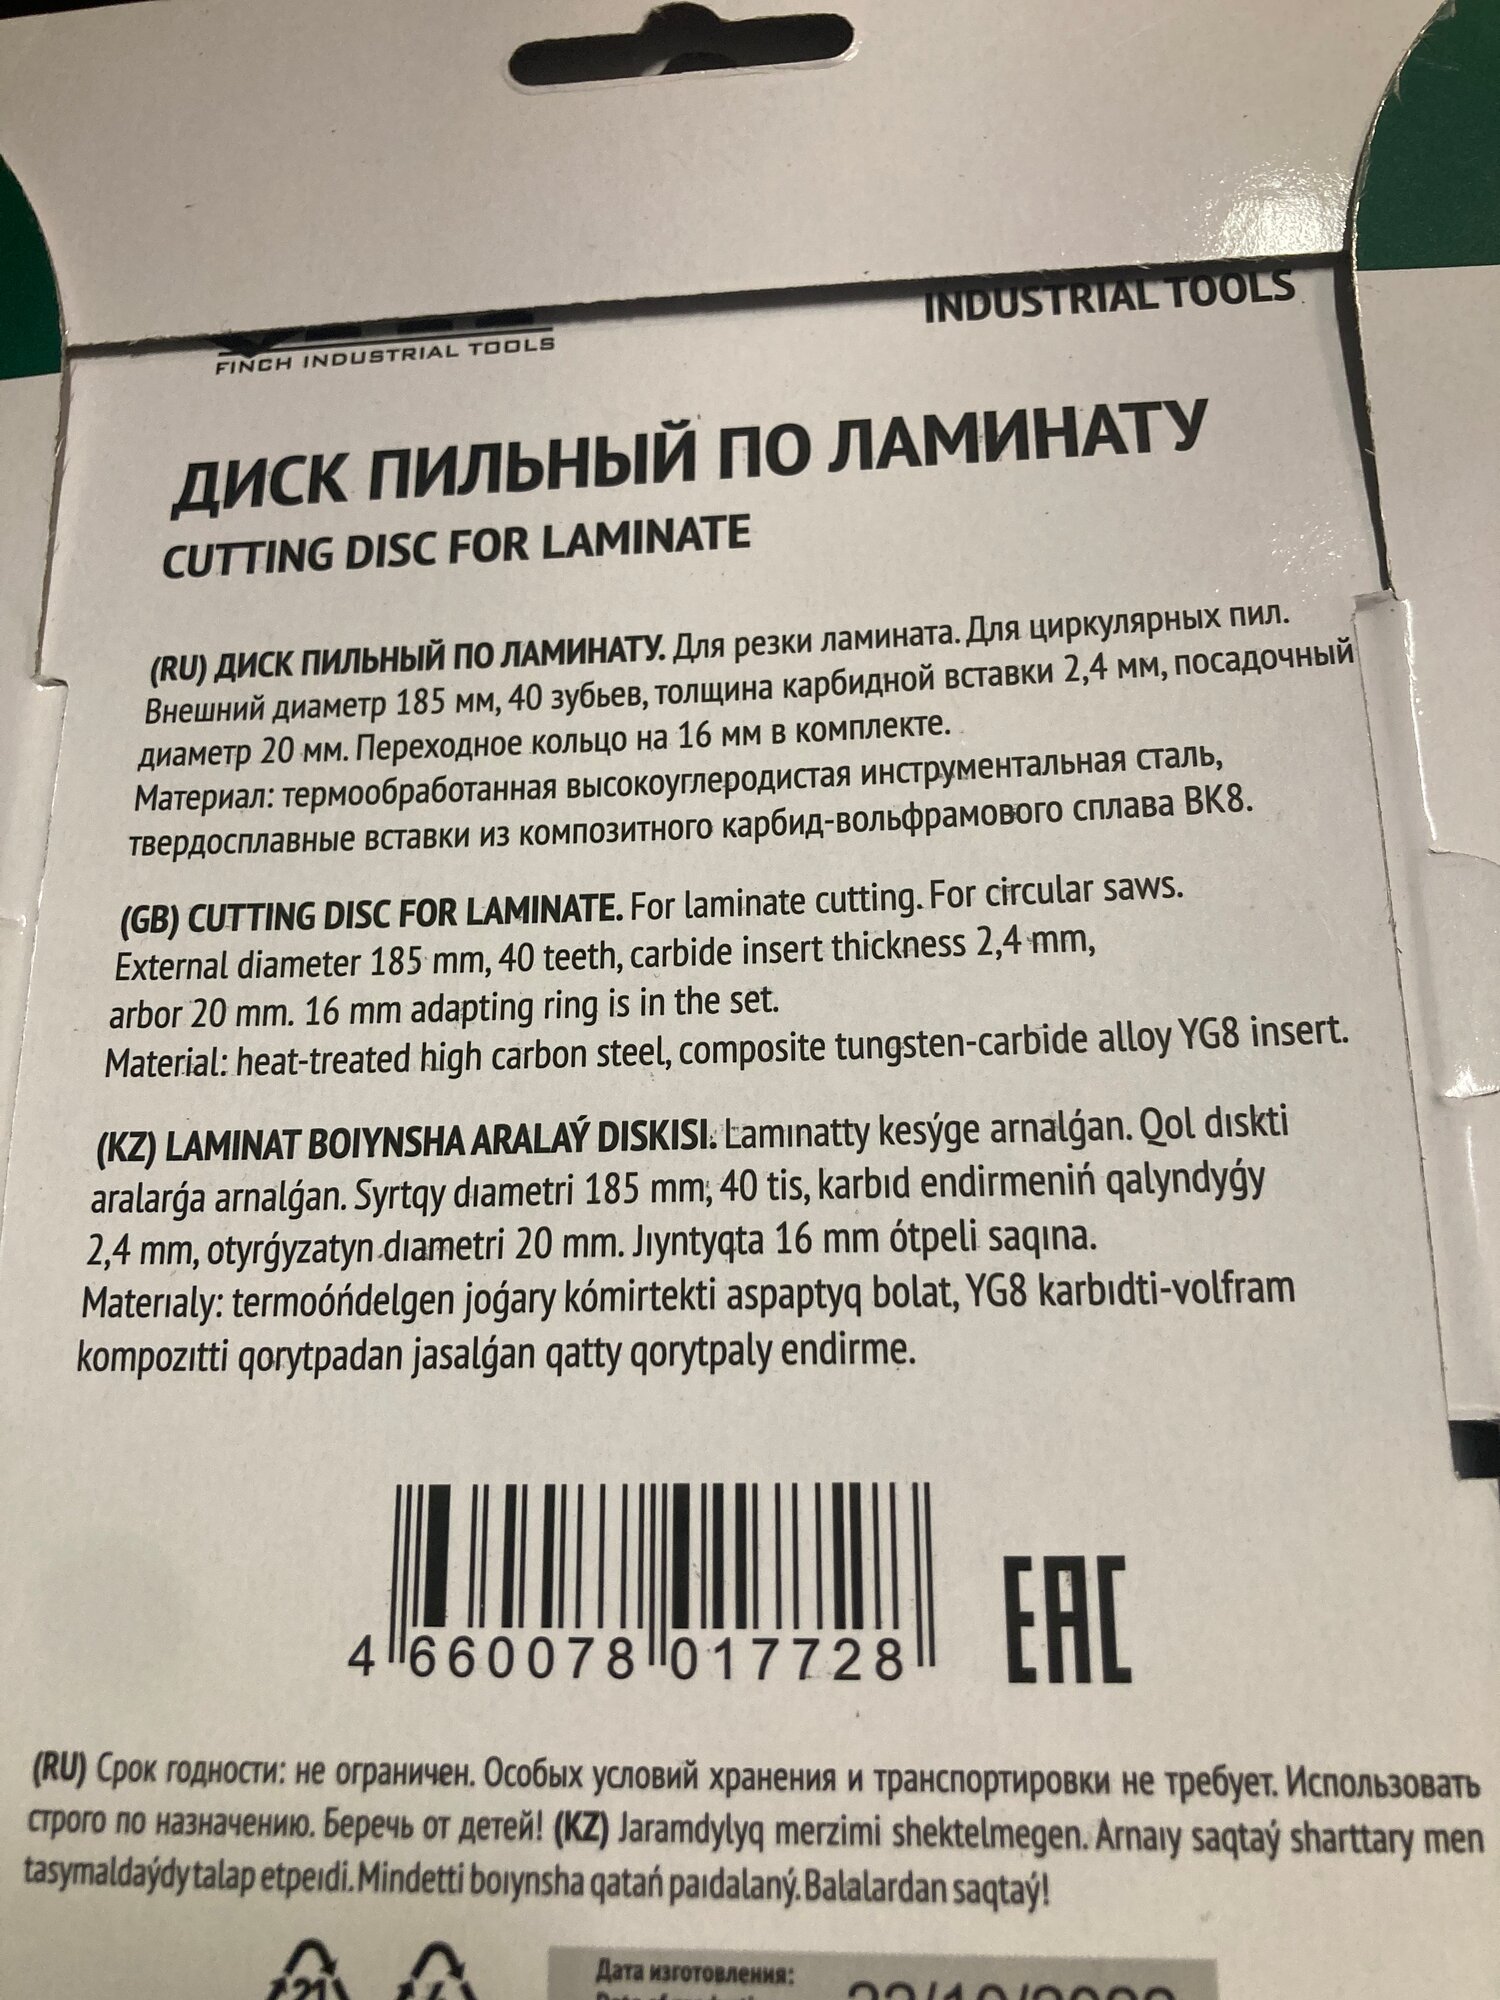 INDUSTRIAL TOOLS
FINCH INDUSTRIAL TOOLS
ДИСК ПИЛЬНЫЙ ПО ЛАМИНАТУ
CUTTING DISC FOR LAMINATE
(RU) ДИСК ПИЛЬНЫЙ ПО ЛАМИНАТУ. Для резки ламината. Для циркулярных пил.
Внешний диаметр 185 мм, 40 зубьев, толщина карбидной вставки 2,4 мм, посадочный
диаметр 20 мм. Переходное кольцо на 16 мм в комплекте.
Материал: термообработанная высокоуглеродистая инструментальная сталь,
твердосплавные вставки из композитного карбид-вольфрамового сплава ВК8.
(GB) CUTTING DISC FOR LAMINATE. For laminate cutting. For circular saws.
External diameter 185 mm, 40 teeth, carbide insert thickness 2,4 mm,
arbor 20 mm. 16 mm adapting ring is in the set.
Material: heat-treated high carbon steel, composite tungsten-carbide alloy YG8 insert.
(KZ) LAMINAT BOIYNSHA ARALAÝ DISKISI. Lamınatty kesýge arnalǵan. Qol dıskti
aralarǵa arnalǵan. Syrtqy dıametri 185 mm, 40 tis, karbıd endirmeniń qalyndyǵy
2,4 mm, otyrǵyzatyn dıametri 20 mm. Jıyntyqta 16 mm ótpeli saqına.
Materıaly: termoóńdelgen joǵary kómirtekti aspaptyq bolat, YG8 karbıdti-volfram
kompozıtti qorytpadan jasalǵan qatty qorytpaly endirme.
4 660078 017728
EAC
(RU) Срок годности: не ограничен. Особых условий хранения и транспортировки не требует. Использовать
строго по назначению. Беречь от детей! (KZ) Jaramdylyq merzimi shektelmegen. Arnaıy saqtaý sharttary men
tasymaldaýdy talap etpeıdi. Mindetti boıynsha qatań paıdalaný. Balalardan saqtaý!
21
Дата изготовления: